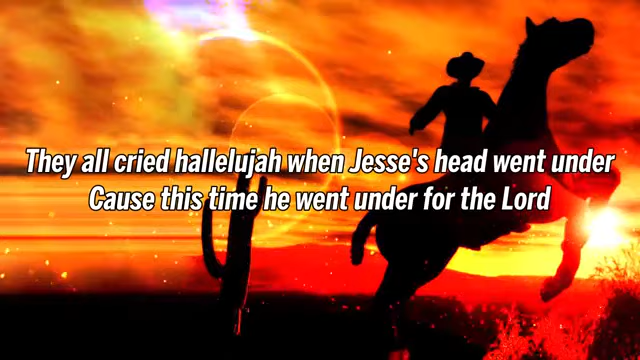 They all cried hallelujah when Jesse's head went under
Cause this time he went under for the Lord